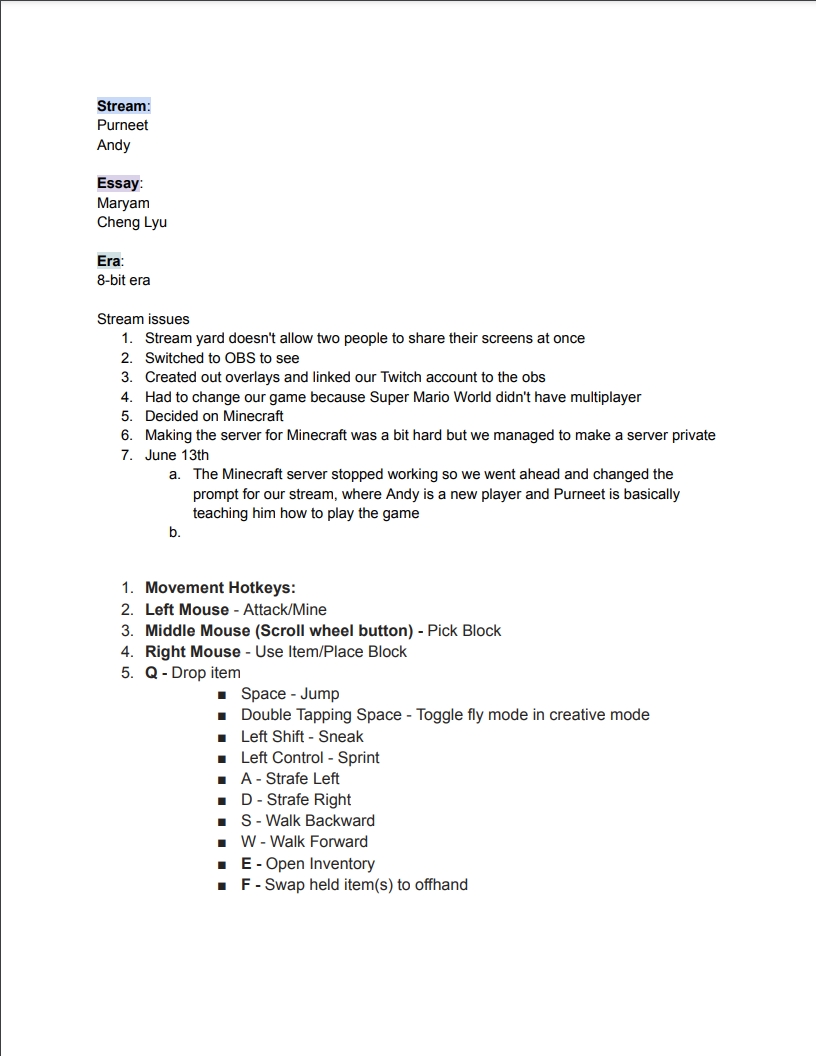 Stream:
Purneet
Andy
Essay:
Maryam
Cheng Lyu
Era:
8-bit era
Stream issues
1. Stream yard doesn't allow two people to share their screens at once
2. Switched to OBS to see
3. Created out overlays and linked our Twitch account to the obs
4. Had to change our game because Super Mario World didn't have multiplayer
5. Decided on Minecraft
6. Making the server for Minecraft was a bit hard but we managed to make a server private
7. June 13th
a. The Minecraft server stopped working so we went ahead and changed the
prompt for our stream, where Andy is a new player and Purneet is basically
teaching him how to play the game
b.
1. Movement Hotkeys:
2. Left Mouse - Attack/Mine
3. Middle Mouse (Scroll wheel button) - Pick Block
4. Right Mouse - Use Item/Place Block
5. Q - Drop item
■ Space - Jump
■ Double Tapping Space - Toggle fly mode in creative mode
■ Left Shift - Sneak
■ Left Control - Sprint
■ A - Strafe Left
■ D - Strafe Right
■ S - Walk Backward
■ W - Walk Forward
■ E - Open Inventory
■ F - Swap held item(s) to offhand